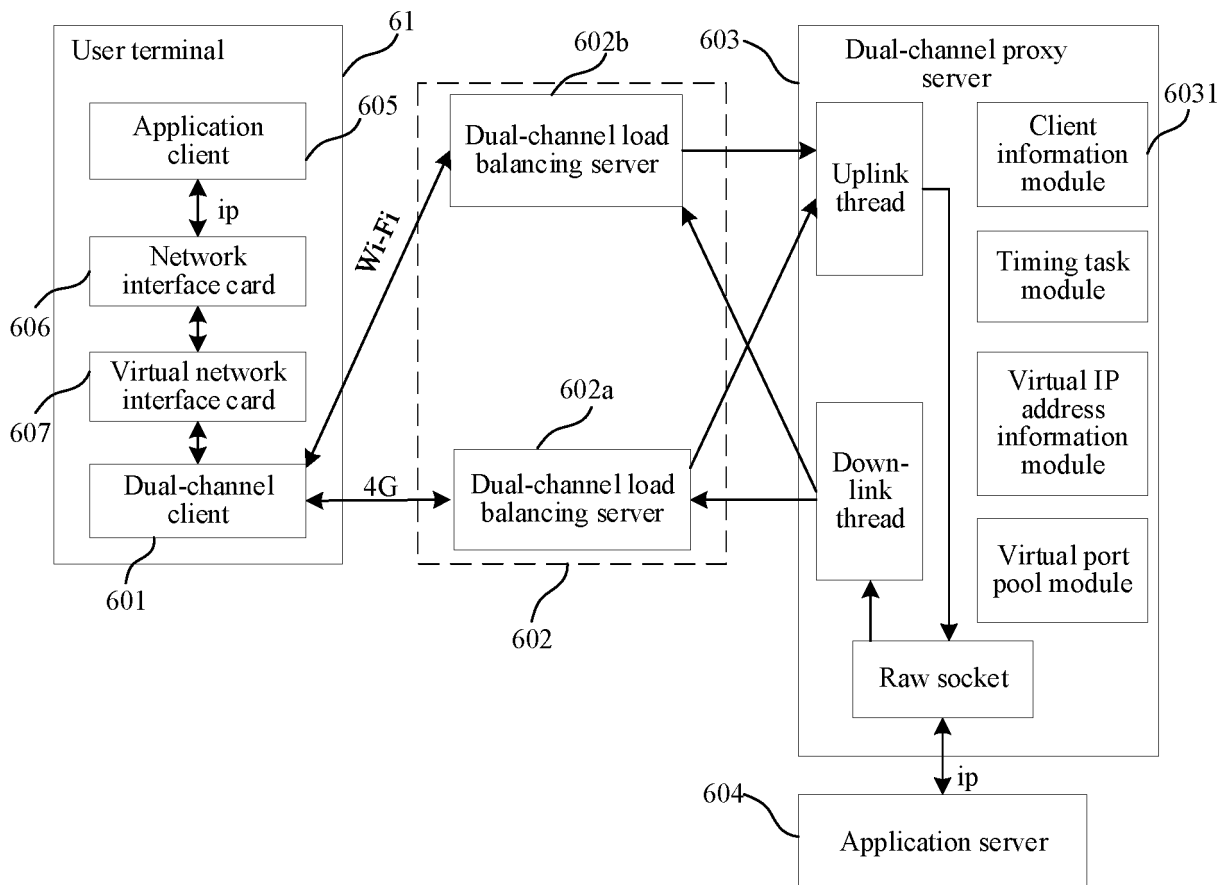 User terminal
61
605
Application
client
ip
Network
interface card
606
Virtual network
interface card
607
Dual-channel
client
601
Wi-Fi
4G
602b
Dual-channel load
balancing server
602a
Dual-channel load
balancing server
602
603
Dual-channel proxy
server
6031
Uplink
thread
Client
information
module
Timing task
module
Virtual IP
address
information
module
Down-
link
thread
Virtual port
pool module
Raw socket
ip
604
Application server